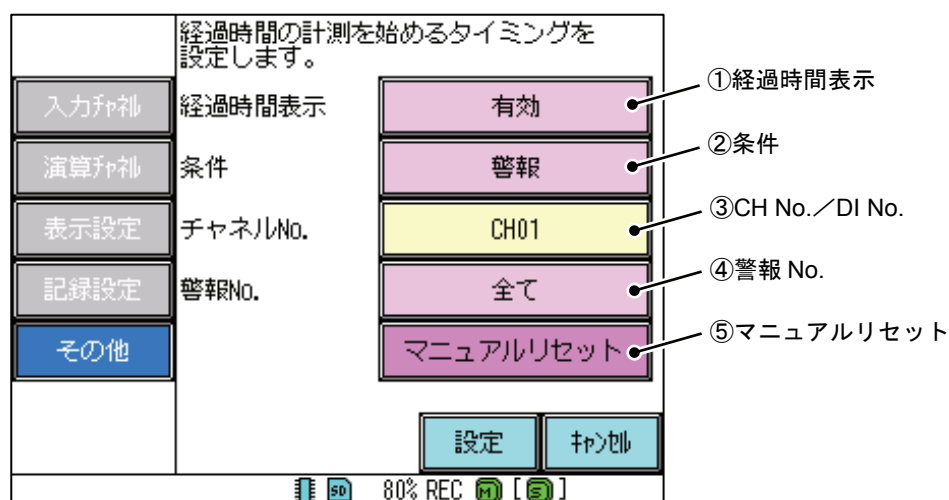 経過時間の計測を始めるタイミングを
設定します。
入力ﾁｬﾈﾙ
経過時間表示
有効
①経過時間表示
演算ﾁｬﾈﾙ
条件
警報
②条件
表示設定
チャネルNo.
CH01
③CH No.／DI No.
記録設定
警報No.
全て
④警報 No.
その他
マニュアルリセット
⑤マニュアルリセット
設定
ｷｬﾝｾﾙ
SD
80% REC M [S]